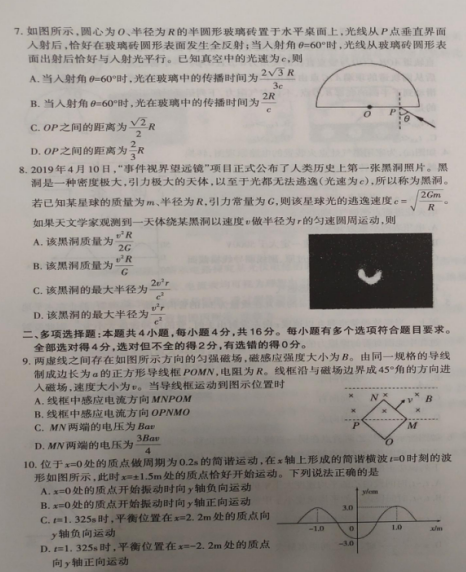 7. 如图所示,圆心为O、半径为R的半圆形玻璃砖置于水平桌面上,光线从P点垂直界面
入射后,恰好在玻璃砖圆形表面发生全反射;当入射角θ=60°时,光线从玻璃砖圆形表
面出射后恰好与入射光平行。已知真空中的光速为c,则
A. 当入射角θ=60°时,光在玻璃中的传播时间为2√3 R/3c
B. 当入射角θ=60°时,光在玻璃中的传播时间为2R/c
C. OP之间的距离为√2/2 R
D. OP之间的距离为2/3 R
O P θ
8. 2019年4月10日,“事件视界望远镜”项目正式公布了人类历史上第一张黑洞照片。黑
洞是一种密度极大,引力极大的天体,以至于光都无法逃逸(光速为c),所以称为黑洞。
若已知某星球的质量为m、半径为R,引力常量为G,则该星球光的逃逸速度c=√(2Gm/R)。
如果天文学家观测到一天体绕某黑洞以速度v做半径为r的匀速圆周运动,则
A. 该黑洞质量为v²R/2G
B. 该黑洞质量为v²R/G
C. 该黑洞的最大半径为2v²r/c²
D. 该黑洞的最大半径为v²r/c²
二、多项选择题:本题共4小题,每小题4分,共16分。每小题有多个选项符合题目要求。
全部选对得4分,选对但不全的得2分,有选错的得0分。
9. 两虚线之间存在如图所示方向的匀强磁场,磁感应强度大小为B。由同一规格的导线
制成边长为a的正方形导线框POMN,电阻为R。线框沿与磁场边界成45°角的方向进
入磁场,速度大小为v。当导线框运动到图示位置时
A. 线框中感应电流方向MNPOM
B. 线框中感应电流方向OPNMO
C. MN两端的电压为Bav
D. MN两端的电压为3Bav/4
× N × v × B
× ×
P M
O
10. 位于x=0处的质点做周期为0.2s的简谐运动,在x轴上形成的简谐横波t=0时刻的波
形如图所示,此时x=±1.5m处的质点恰好开始运动。下列说法正确的是
A. x=0处的质点开始振动时向y轴负向运动
B. x=0处的质点开始振动时向y轴正向运动
C. t=1.325s时,平衡位置在x=2.2m处的质点向
y轴负向运动
D. t=1.325s时,平衡位置在x=-2.2m处的质点
向y轴正向运动
y/cm
3.0
-1.0 0 1.0 x/m
-3.0